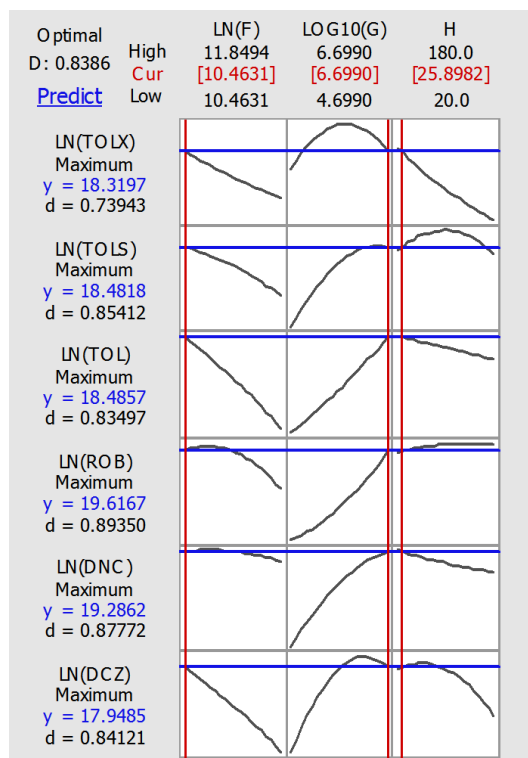 Optimal
D: 0.8386
High
Cur
Low
Predict
LN(F) LOG10(G) H
11.8494 6.6990 180.0
[10.4631] [6.6990] [25.8982]
10.4631 4.6990 20.0
LN(TOLX)
Maximum
y = 18.3197
d = 0.73943
LN(TOLS)
Maximum
y = 18.4818
d = 0.85412
LN(TOL)
Maximum
y = 18.4857
d = 0.83497
LN(ROB)
Maximum
y = 19.6167
d = 0.89350
LN(DNC)
Maximum
y = 19.2862
d = 0.87772
LN(DCZ)
Maximum
y = 17.9485
d = 0.84121